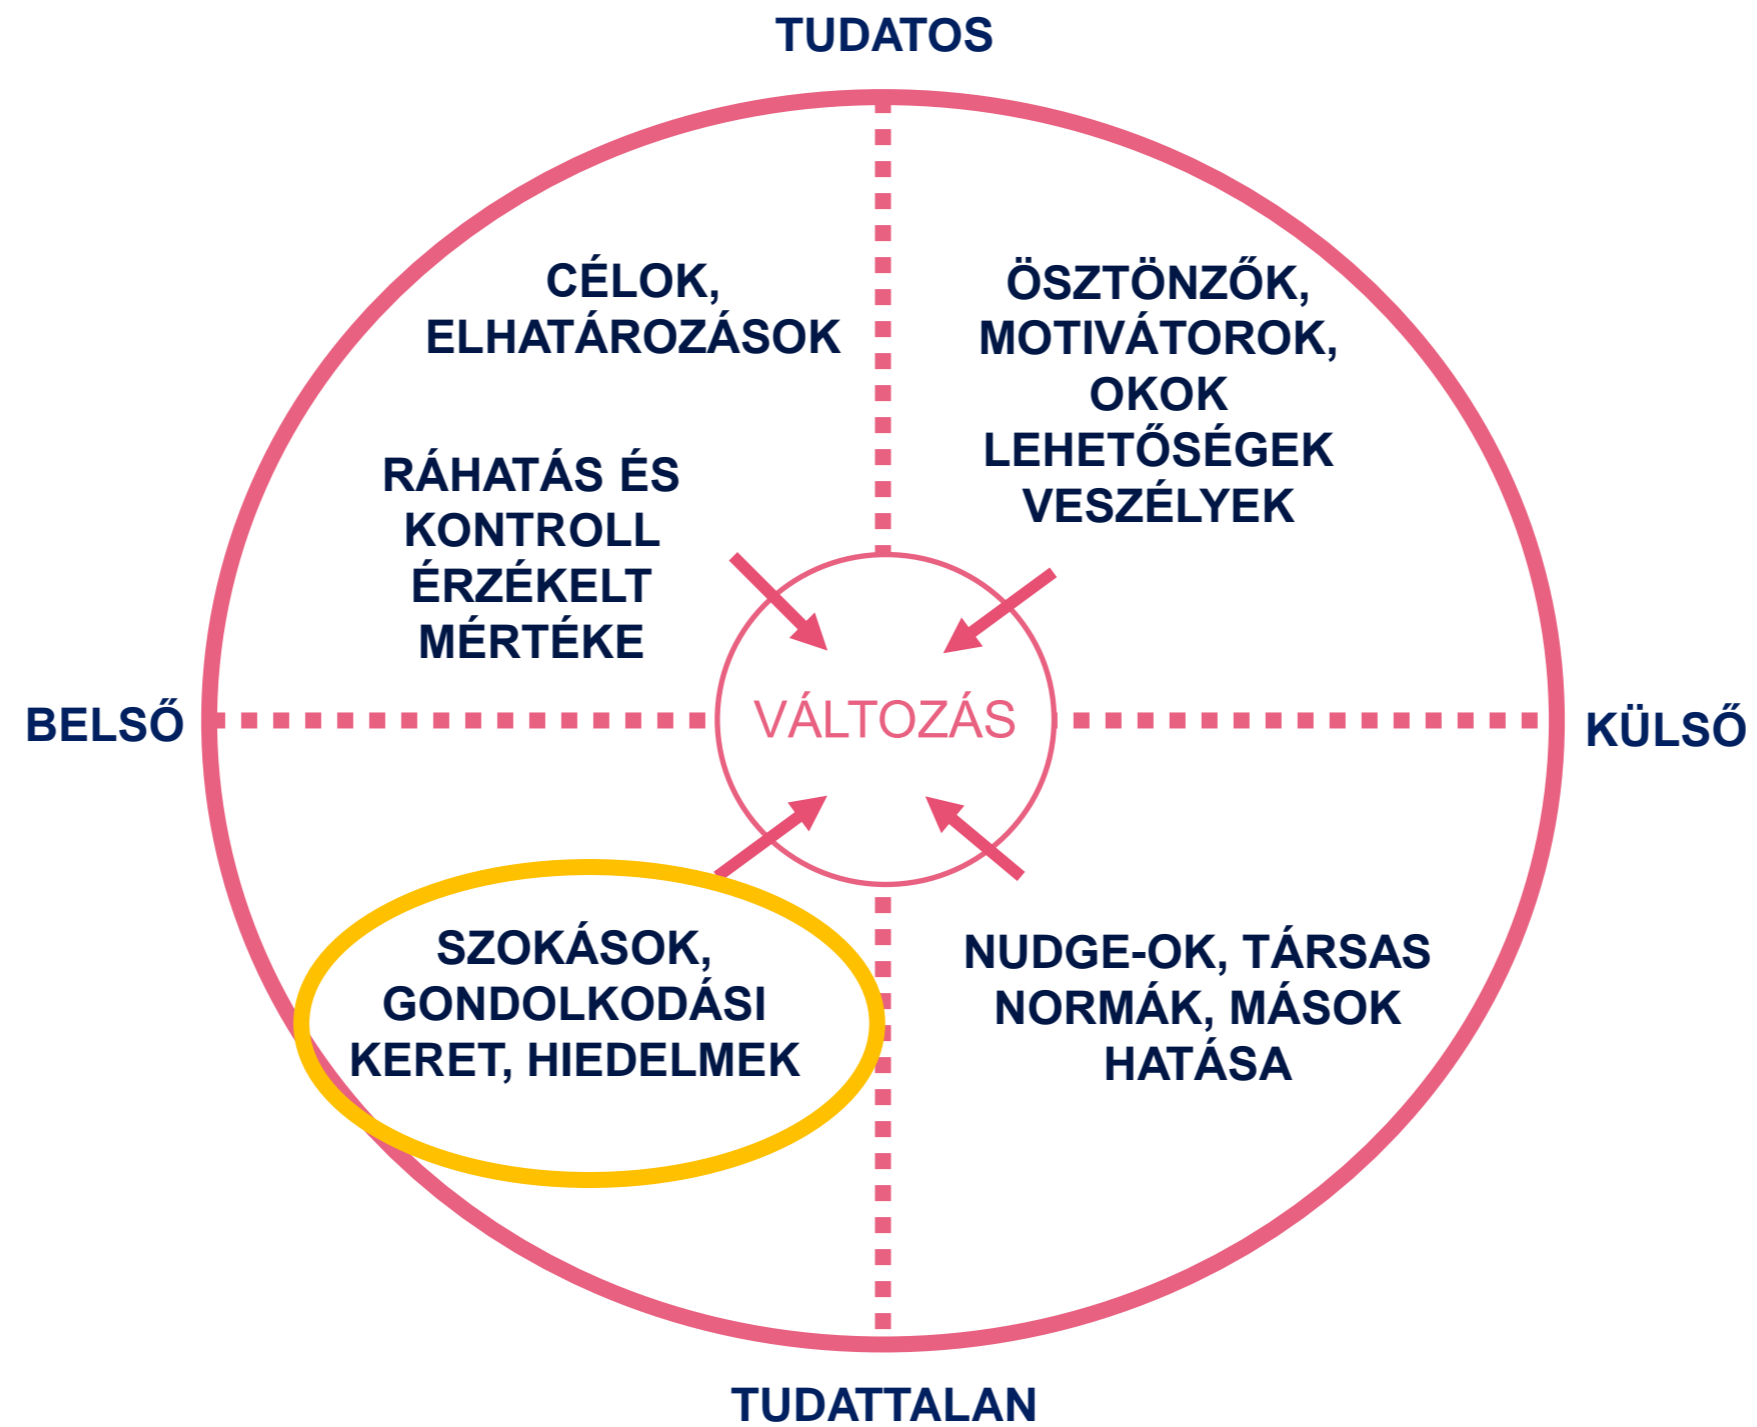 TUDATOS
CÉLOK,
ELHATÁROZÁSOK
RÁHATÁS ÉS
KONTROLL
ÉRZÉKELT
MÉRTÉKE
ÖSZTÖNZŐK,
MOTIVÁTOROK,
OKOK
LEHETŐSÉGEK
VESZÉLYEK
BELSŐ
VÁLTOZÁS
KÜLSŐ
SZOKÁSOK,
GONDOLKODÁSI
KERET, HIEDELMEK
NUDGE-OK, TÁRSAS
NORMÁK, MÁSOK
HATÁSA
TUDATTALAN